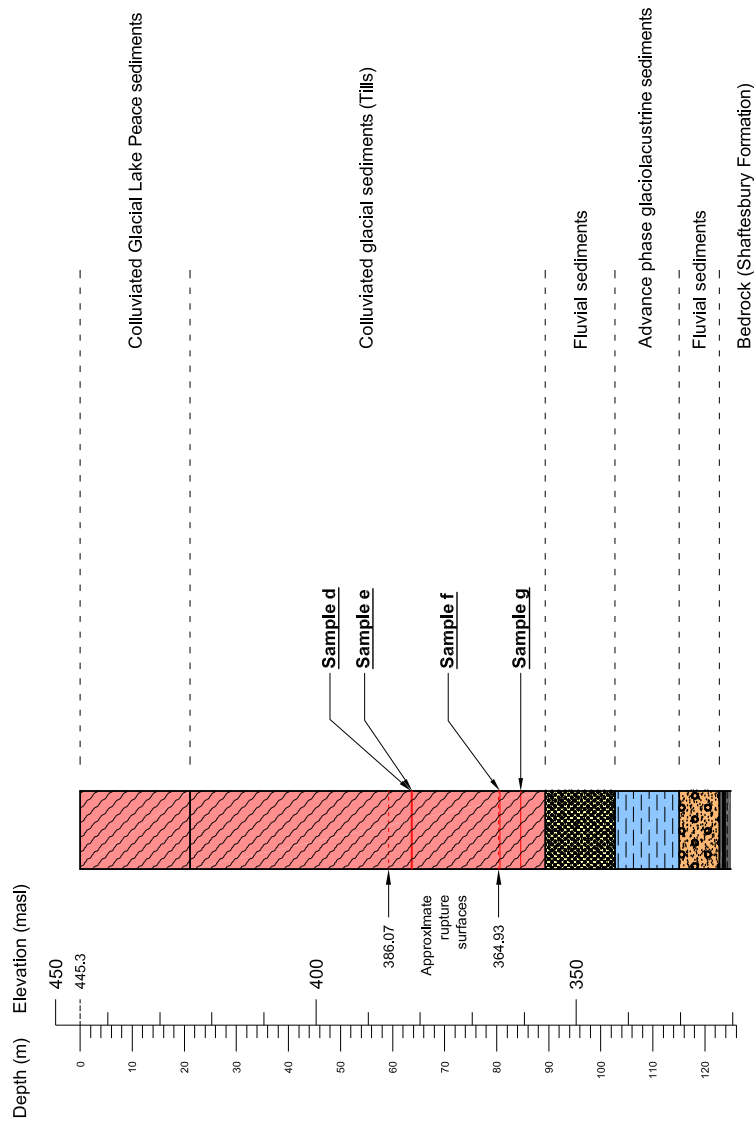 Depth (m)
Elevation (masl)
450
445.3
400
350
0
10
20
30
40
50
60
70
80
90
100
110
120
386.07
Approximate
rupture
surfaces
364.93
Sample d
Sample e
Sample f
Sample g
Colluviated Glacial Lake Peace sediments
Colluviated glacial sediments (Tills)
Fluvial sediments
Advance phase glaciolacustrine sediments
Fluvial sediments
Bedrock (Shaftesbury Formation)